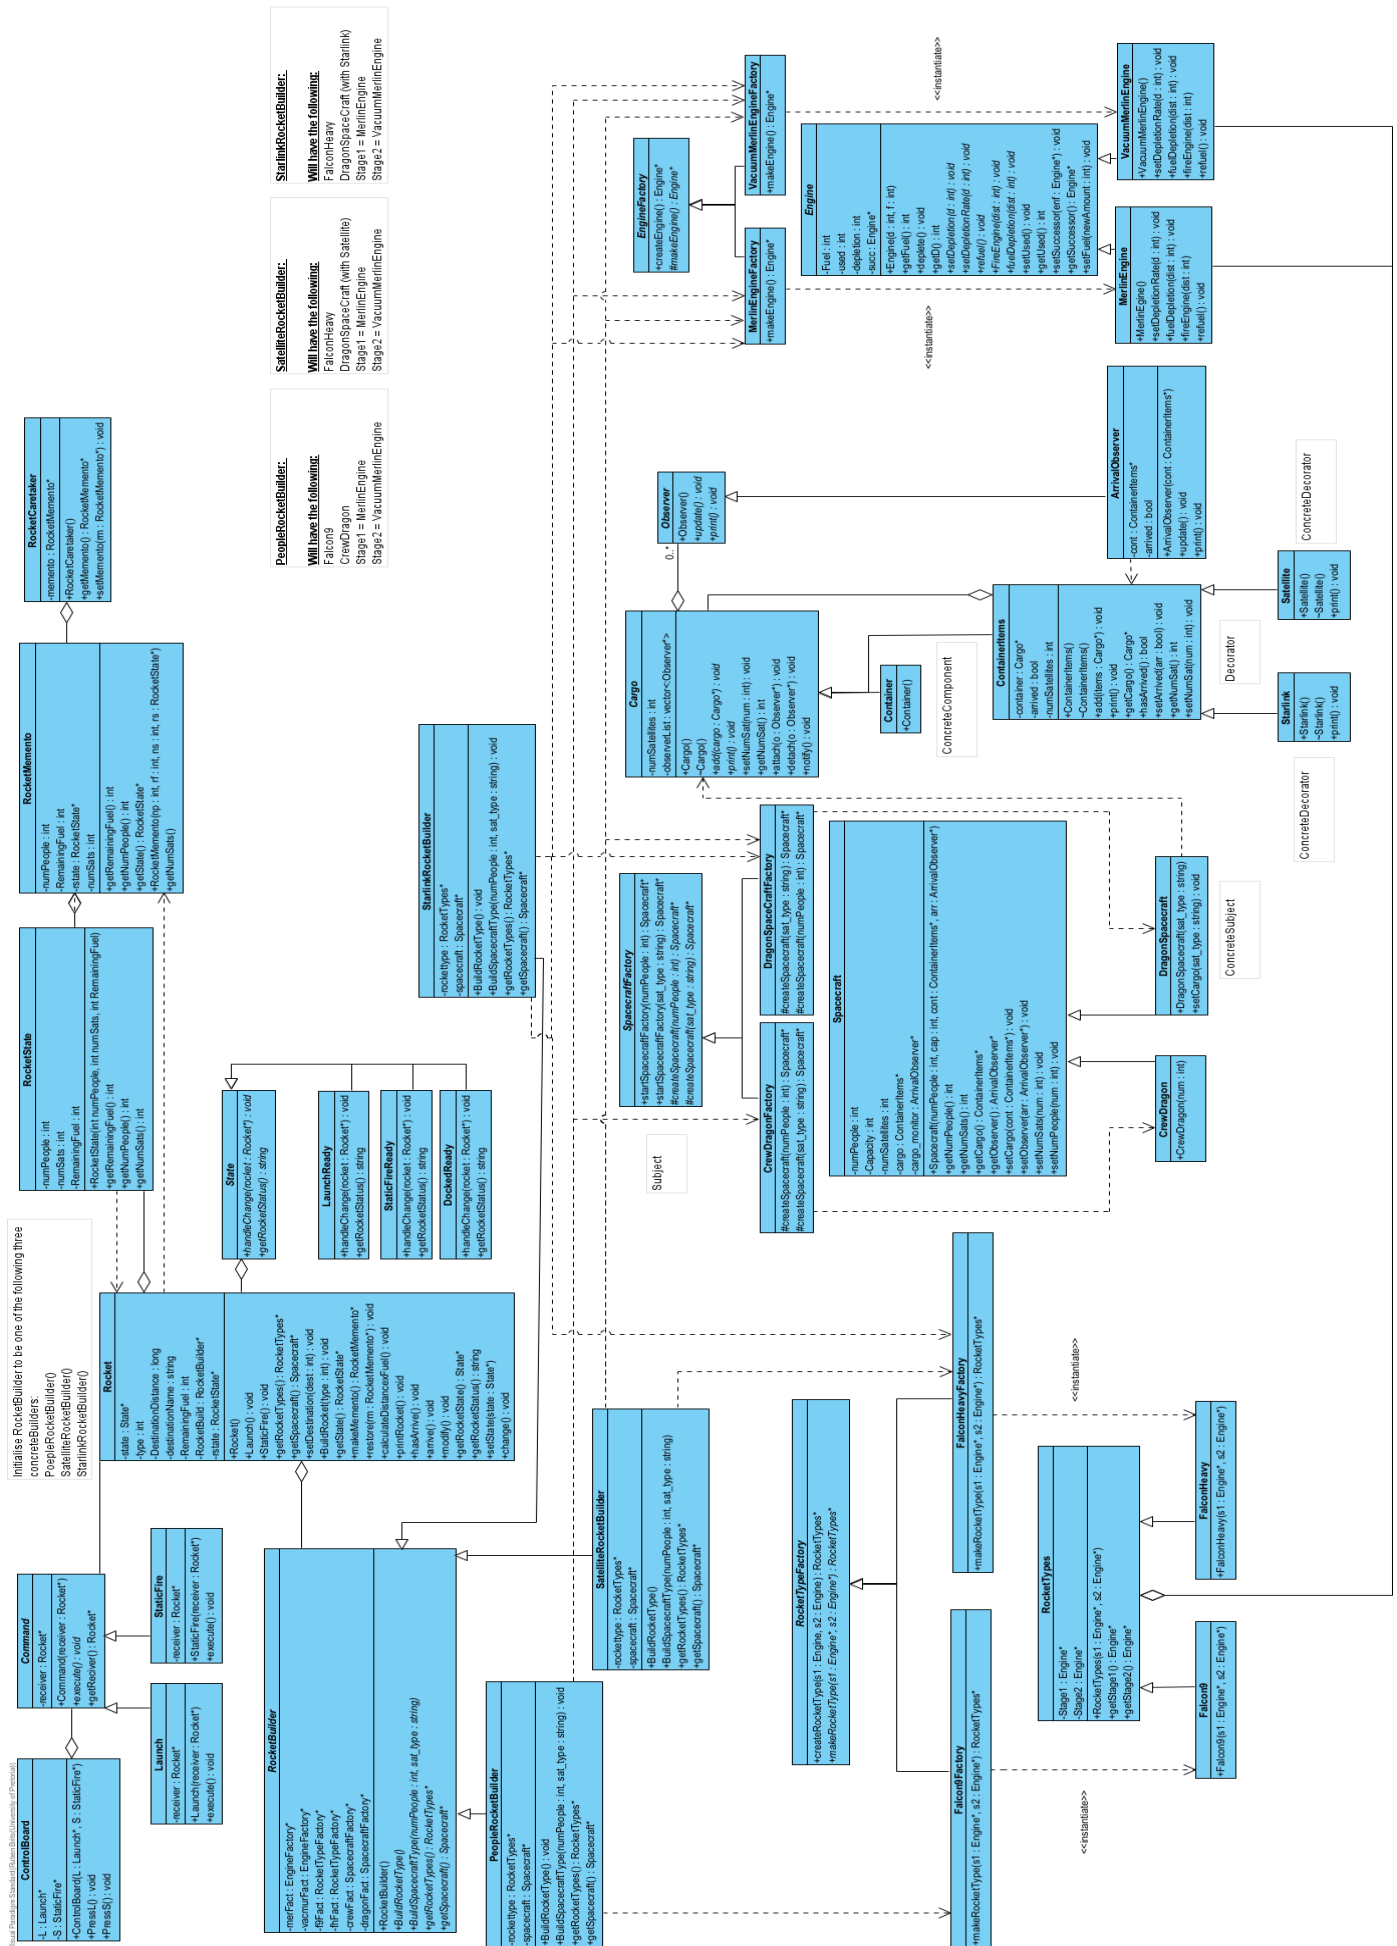 Visual Paradigm Standard(Ruben Brits(University of Pretoria))
ControlBoard
-L : Launch*
-S : StaticFire*
+ControlBoard(L : Launch*, S : StaticFire*)
+PressL() : void
+PressS() : void
Command
-receiver : Rocket*
+Command(receiver : Rocket*)
+execute() : void
+getReciver() : Rocket*
Launch
-receiver : Rocket*
+Launch(receiver : Rocket*)
+execute() : void
StaticFire
-receiver : Rocket*
+StaticFire(receiver : Rocket*)
+execute() : void
Initialise RocketBuilder to be one of the following three
concreteBuilders:
PoepleRocketBuilder()
SatelliteRocketBuilder()
StarlinkRocketBuilder()
Rocket
-state : State*
-type : int
-DestinationDistance : long
-destinationName : string
-RemainingFuel : int
-RocketBuild : RocketBuilder*
-rstate : RocketState*
+Rocket()
+Launch() : void
+StaticFire() : void
+getRocketTypes() : RocketTypes*
+getSpacecraft() : Spacecraft*
+setDestination(dest : int) : void
+BuildRocket(type : int) : void
+getState() : RocketState*
+makeMemento() : RocketMemento*
+restore(rm : RocketMemento*) : void
+calculateDistancexFuel() : void
+printRocket() : void
+hasArrive() : void
+arrive() : void
+modify() : void
+getRocketState() : State*
+getRocketStatus() : string
+setState(state : State*)
+change() : void
RocketState
-numPeople : int
-numSats : int
-RemainingFuel : int
+RocketState(int numPeople, int numSats, int RemainingFuel)
+getRemainingFuel() : int
+getNumPeople() : int
+getNumSats() : int
RocketMemento
-numPeople : int
-RemainingFuel : int
-rstate : RocketState*
-numSats : int
+getRemainingFuel() : int
+getNumPeople() : int
+getState() : RocketState*
+RocketMemento(np : int, rf : int, ns : int, rs : RocketState*)
+getNumSats()
RocketCaretaker
-memento : RocketMemento*
+RocketCaretaker()
+getMemento() : RocketMemento*
+setMemento(rm : RocketMemento*) : void
State
+handleChange(rocket : Rocket*) : void
+getRocketStatus() : string
LaunchReady
+handleChange(rocket : Rocket*) : void
+getRocketStatus() : string
StaticFireReady
+handleChange(rocket : Rocket*) : void
+getRocketStatus() : string
DockedReady
+handleChange(rocket : Rocket*) : void
+getRocketStatus() : string
PeopleRocketBuilder:
Will have the following:
Falcon9
CrewDragon
Stage1 = MerlinEngine
Stage2 = VacuumMerlinEngine
SatelliteRocketBuilder:
Will have the following:
FalconHeavy
DragonSpaceCraft (with Satellite)
Stage1 = MerlinEngine
Stage2 = VacuumMerlinEngine
StarlinkRocketBuilder:
Will have the following:
FalconHeavy
DragonSpaceCraft (with Starlink)
Stage1 = MerlinEngine
Stage2 = VacuumMerlinEngine
RocketBuilder
-merFact : EngineFactory*
-vacmurFact : EngineFactory*
-f9Fact : RocketTypeFactory*
-fhFact : RocketTypeFactory*
-crewFact : SpacecraftFactory*
-dragonFact : SpacecraftFactory*
+RocketBuilder()
+BuildRocketType()
+BuildSpacecraftType(numPeople : int, sat_type : string)
+getRocketTypes() : RocketTypes*
+getSpacecraft() : Spacecraft*
StarlinkRocketBuilder
-rockettype : RocketTypes*
-spacecraft : Spacecraft*
+BuildRocketType() : void
+BuildSpacecraftType(numPeople : int, sat_type : string) : void
+getRocketTypes() : RocketTypes*
+getSpacecraft() : Spacecraft*
PeopleRocketBuilder
-rockettype : RocketTypes*
-spacecraft : Spacecraft*
+BuildRocketType() : void
+BuildSpacecraftType(numPeople : int, sat_type : string) : void
+getRocketTypes() : RocketTypes*
+getSpacecraft() : Spacecraft*
SatelliteRocketBuilder
-rockettype : RocketTypes*
-spacecraft : Spacecraft*
+BuildRocketType()
+BuildSpacecraftType(numPeople : int, sat_type : string)
+getRocketTypes() : RocketTypes*
+getSpacecraft() : Spacecraft*
RocketTypeFactory
+createRocketType(s1 : Engine, s2 : Engine) : RocketTypes*
+makeRocketType(s1 : Engine*, s2 : Engine*) : RocketTypes*
Falcon9Factory
+makeRocketType(s1 : Engine*, s2 : Engine*) : RocketTypes*
FalconHeavyFactory
+makeRocketType(s1 : Engine*, s2 : Engine*) : RocketTypes*
<<instantiate>>
<<instantiate>>
RocketTypes
-Stage1 : Engine*
-Stage2 : Engine*
+RocketTypes(s1 : Engine*, s2 : Engine*)
+getStage1() : Engine*
+getStage2() : Engine*
Falcon9
+Falcon9(s1 : Engine*, s2 : Engine*)
FalconHeavy
+FalconHeavy(s1 : Engine*, s2 : Engine*)
Subject
SpacecraftFactory
+startSpacecraftFactory(numPeople : int) : Spacecraft*
+startSpacecraftFactory(sat_type : string) : Spacecraft*
#createSpacecraft(numPeople : int) : Spacecraft*
#createSpacecraft(sat_type : string) : Spacecraft*
CrewDragonFactory
#createSpacecraft(numPeople : int) : Spacecraft*
#createSpacecraft(sat_type : string) : Spacecraft*
DragonSpaceCraftFactory
#createSpacecraft(sat_type : string) : Spacecraft*
#createSpacecraft(numPeople : int) : Spacecraft*
Spacecraft
-numPeople : int
-Capacity : int
-numSatellites : int
-cargo : ContainerItems*
-cargo_monitor : ArrivalObserver*
+Spacecraft(numPeople : int, cap : int, cont : ContainerItems*, arr : ArrivalObserver*)
+getNumPeople() : int
+getNumSats() : int
+getCargo() : ContainerItems*
+getObserver() : ArrivalObserver*
+setCargo(cont : ContainerItems*) : void
+setObserver(arr : ArrivalObserver*) : void
+setNumSats(num : int) : void
+setNumPeople(num : int) : void
CrewDragon
+CrewDragon(num : int)
DragonSpacecraft
+DragonSpacecraft(sat_type : string)
+setCargo(sat_type : string) : void
ConcreteSubject
Cargo
-numSatellites : int
-observerList : vector<Observer*>
+Cargo()
~Cargo()
+add(cargo : Cargo*) : void
+print() : void
+setNumSat(num : int) : void
+getNumSat() : int
+attach(o : Observer*) : void
+detach(o : Observer*) : void
+notify() : void
0..*
Observer
+Observer()
+update() : void
+print() : void
Container
+Container()
ConcreteComponent
ContainerItems
-container : Cargo*
-arrived : bool
-numSatellites : int
+ContainerItems()
~ContainerItems()
+add(items : Cargo*) : void
+print() : void
+getCargo() : Cargo*
+hasArrived() : bool
+setArrived(arr : bool) : void
+getNumSat() : int
+setNumSat(num : int) : void
ArrivalObserver
-cont : ContainerItems*
-arrived : bool
+ArrivalObserver(cont : ContainerItems*)
+update() : void
+print() : void
Decorator
Starlink
+Starlink()
~Starlink()
+print() : void
Satellite
+Satellite()
~Satellite()
+print() : void
ConcreteDecorator
ConcreteDecorator
EngineFactory
+createEngine() : Engine*
#makeEngine() : Engine*
MerlinEngineFactory
+makeEngine() : Engine*
VacuumMerlinEngineFactory
+makeEngine() : Engine*
<<instantiate>>
<<instantiate>>
Engine
-Fuel : int
-used : int
-depletion : int
-succ : Engine*
+Engine(d : int, f : int)
+getFuel() : int
+deplete() : void
+getD() : int
+setDepletion(d : int) : void
+setDepletionRate(d : int) : void
+refuel() : void
+FireEngine(dist : int) : void
+fuelDepletion(dist : int) : void
+setUsed() : void
+getUsed() : int
+setSuccessor(enf : Engine*) : void
+getSuccessor() : Engine*
+setFuel(newAmount : int) : void
MerlinEngine
+MerlinEgine()
+setDepletionRate(d : int) : void
+fuelDepletion(dist : int) : void
+fireEngine(dist : int)
+refuel() : void
VacuumMerlinEngine
+VacuumMerlinEngine()
+setDepletionRate(d : int) : void
+fuelDepletion(dist : int) : void
+fireEngine(dist : int)
+refuel() : void